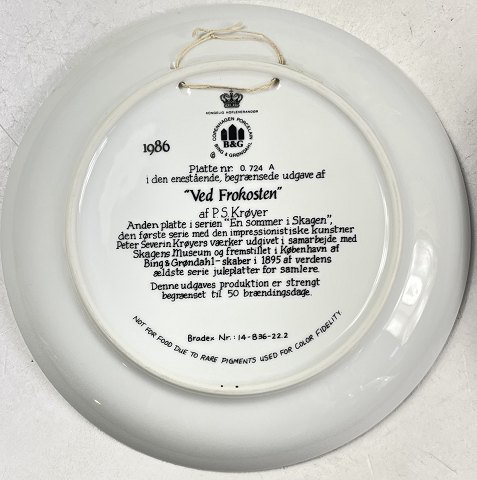 KONGELIG HOFLEVERANDØR
COPENHAGEN PORCELAIN
B&G
BING & GRØNDAHL
1986
Platte nr: 0.724 A
i den enestående, begrænsede udgave af
"Ved Frokosten"
af P.S. Krøyer
Anden platte i serien "En sommer i Skagen",
den første serie med den impressionistiske kunstner
Peter Severin Krøyers værker udgivet i samarbejde med
Skagens Museum og fremstillet i København af
Bing & Grøndahl - skaber i 1895 af verdens
ældste serie juleplatter for samlere.
Denne udgaves produktion er strengt
begrænset til 50 brændingsdage.
Bradex Nr.: 14-B36-22.2
NOT FOR FOOD DUE TO RARE PIGMENTS USED FOR COLOR FIDELITY.